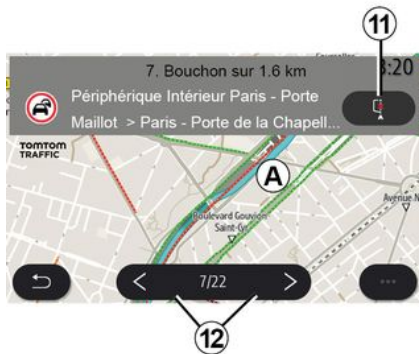 11
7. Bouchon sur 1.6 km
:20
Périphérique Intérieur Paris - Porte
Maillot > Paris - Porte de la Chapell...
TOMTOM
TRAFFIC
A
Avenue N
Boulevard Gouvion
Saint-Cyr
7/22
12